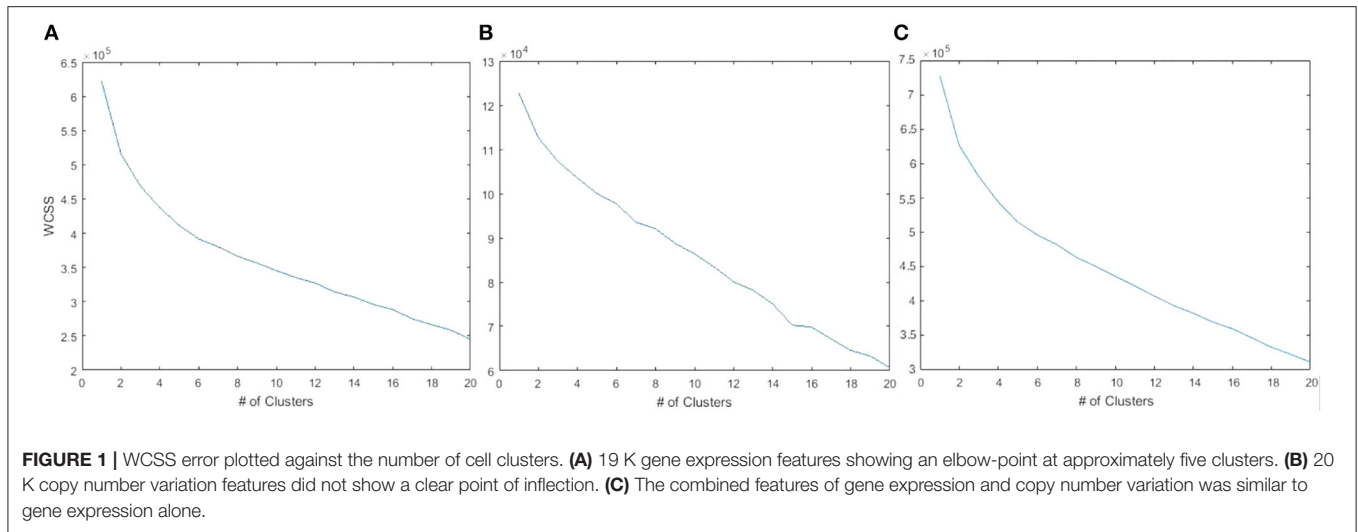 A
B
C
× 10⁵
6.5
6
5.5
5
4.5
4
3.5
3
2.5
2
WCSS
0 2 4 6 8 10 12 14 16 18 20
# of Clusters
× 10⁴
13
12
11
10
9
8
7
6
0 2 4 6 8 10 12 14 16 18 20
# of Clusters
× 10⁵
7.5
7
6.5
6
5.5
5
4.5
4
3.5
3
0 2 4 6 8 10 12 14 16 18 20
# of Clusters
FIGURE 1 | WCSS error plotted against the number of cell clusters. (A) 19 K gene expression features showing an elbow-point at approximately five clusters. (B) 20
K copy number variation features did not show a clear point of inflection. (C) The combined features of gene expression and copy number variation was similar to
gene expression alone.